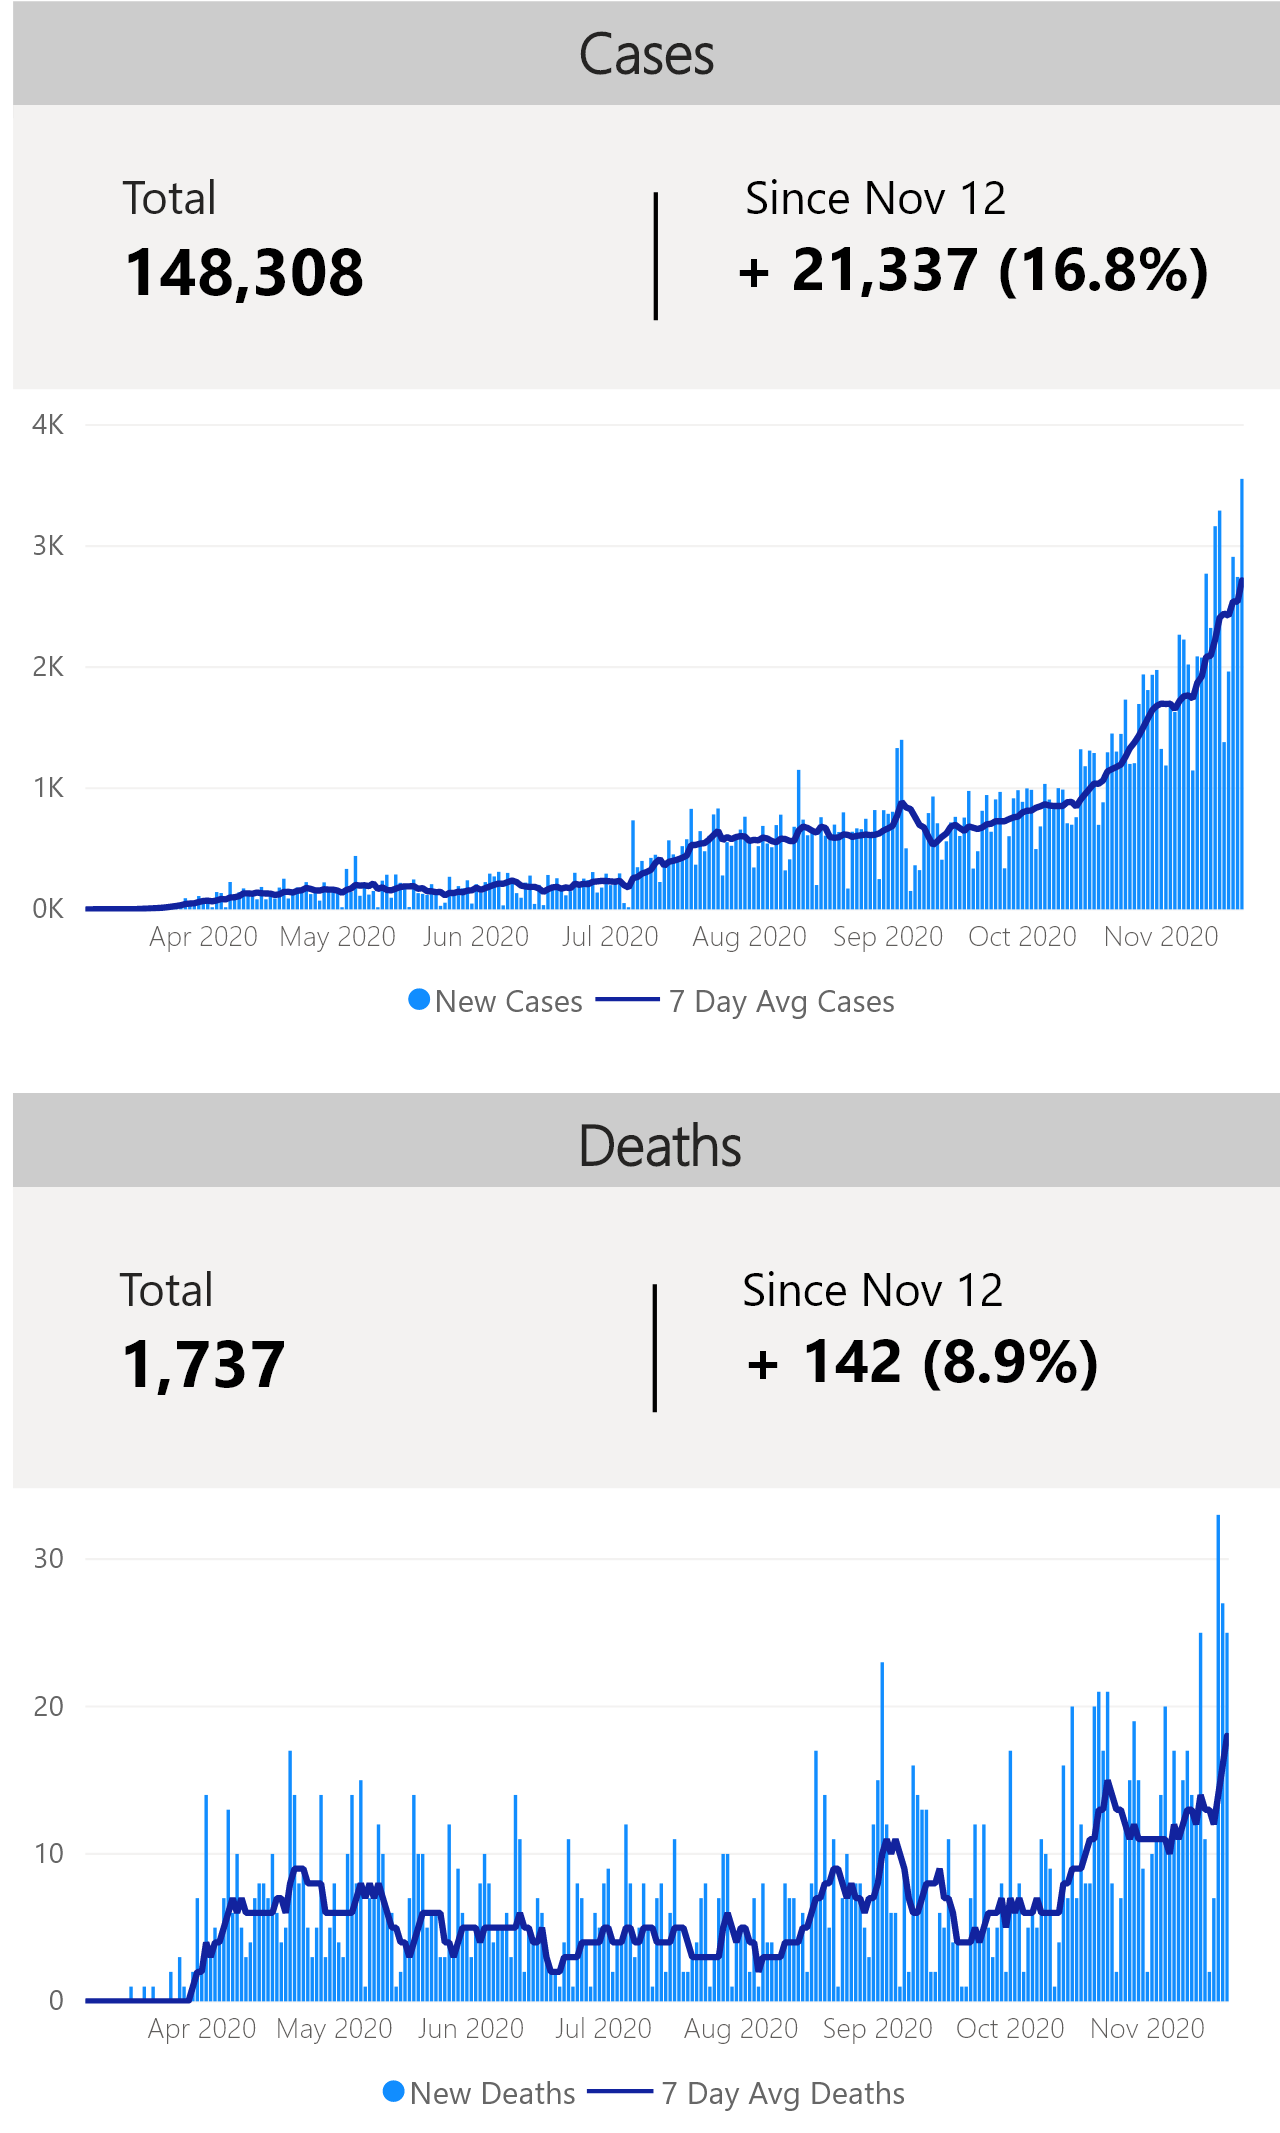 Cases
Total
148,308
Since Nov 12
+ 21,337 (16.8%)
4K
3K
2K
1K
0K
Apr 2020 May 2020 Jun 2020 Jul 2020 Aug 2020 Sep 2020 Oct 2020 Nov 2020
New Cases 7 Day Avg Cases
Deaths
Total
1,737
Since Nov 12
+ 142 (8.9%)
30
20
10
0
Apr 2020 May 2020 Jun 2020 Jul 2020 Aug 2020 Sep 2020 Oct 2020 Nov 2020
New Deaths 7 Day Avg Deaths